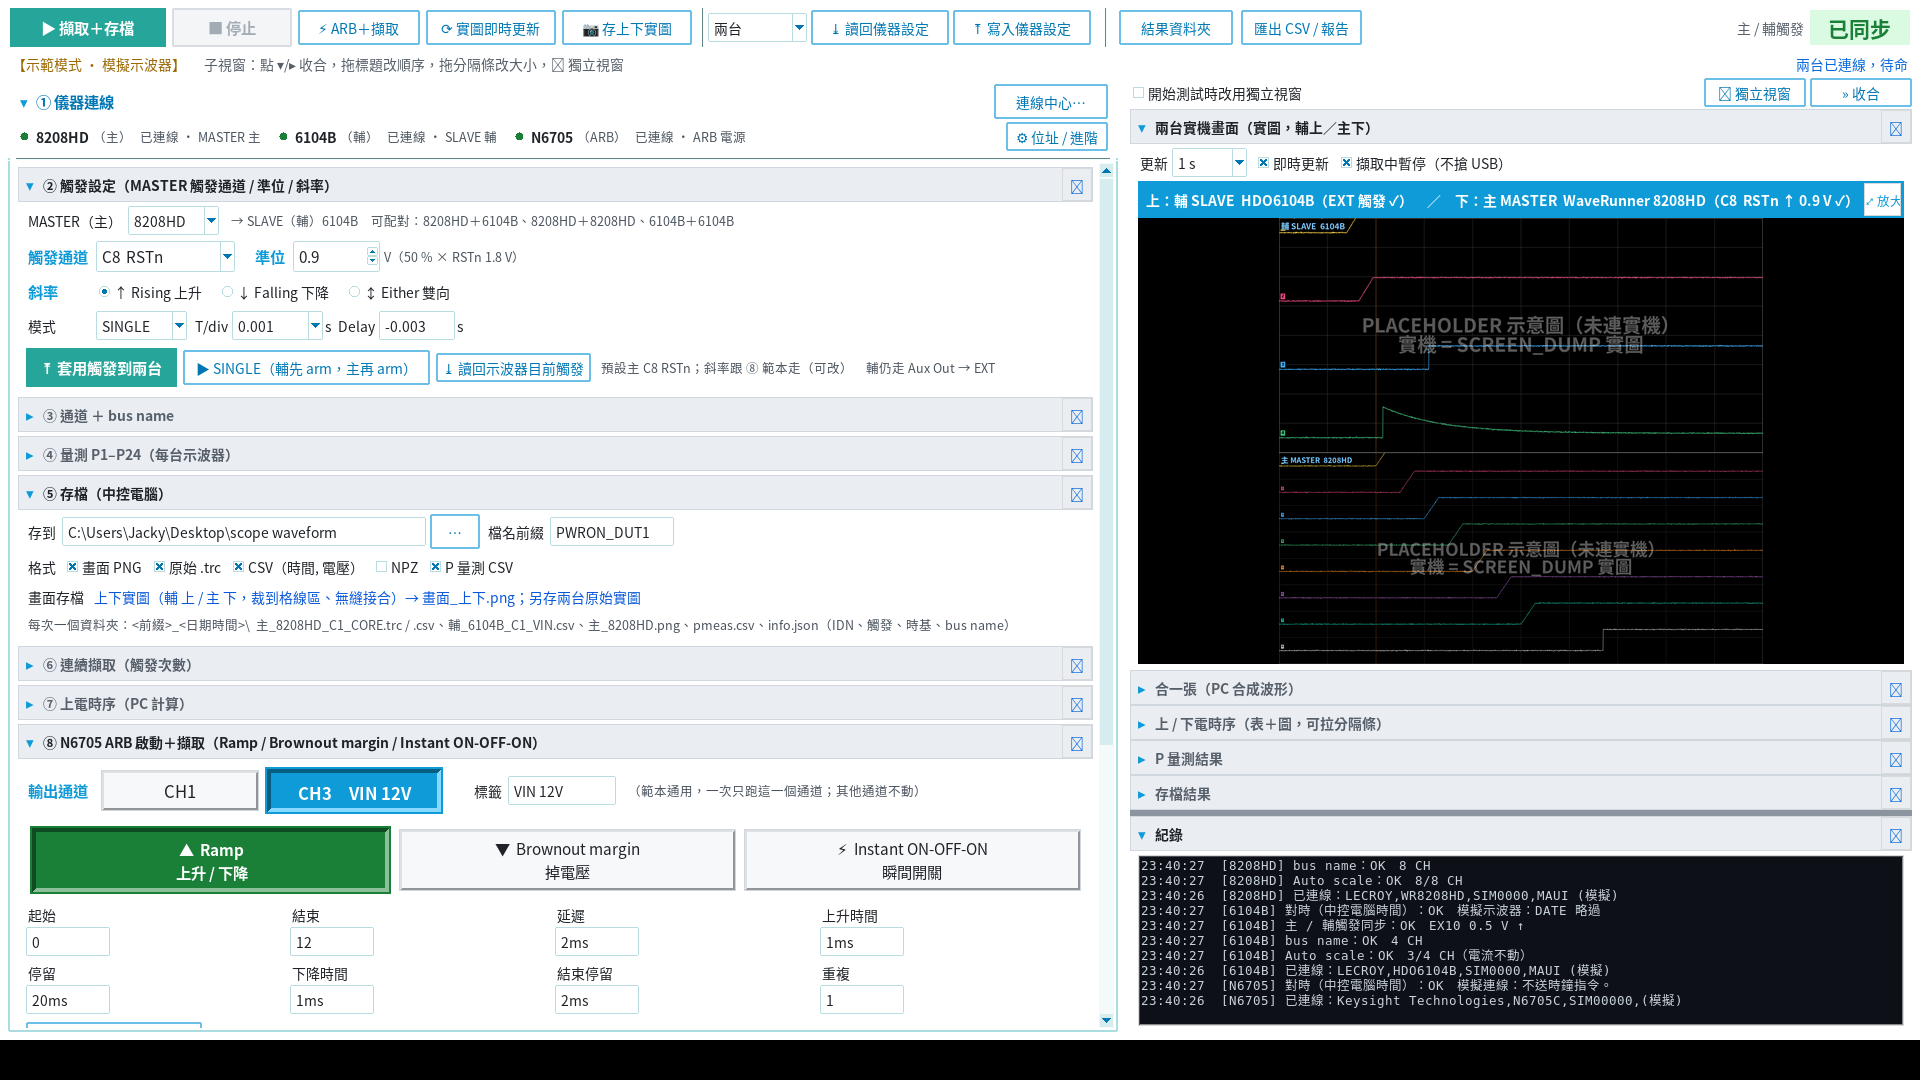 ▶ 擷取＋存檔　■ 停止　⚡ ARB＋擷取　⟳ 實圖即時更新　📷 存上下實圖　兩台　⤓ 讀回儀器設定　⤒ 寫入儀器設定　結果資料夾　匯出 CSV / 報告　主 / 輔觸發　已同步
【示範模式 · 模擬示波器】　子視窗：點 ▾/▸ 收合，拖標題改順序，拖分隔條改大小， 獨立視窗　兩台已連線，待命
▼ ① 儀器連線　連線中心…
8208HD （主） 已連線 · MASTER 主　6104B （輔） 已連線 · SLAVE 輔　N6705 （ARB） 已連線 · ARB 電源　⚙ 位址 / 進階
▼ ② 觸發設定（MASTER 觸發通道 / 準位 / 斜率）
MASTER（主） 8208HD　→ SLAVE（輔）6104B　可配對：8208HD＋6104B、8208HD＋8208HD、6104B＋6104B
觸發通道　C8 RSTn　準位　0.9　V（50 % × RSTn 1.8 V）
斜率　↑ Rising 上升　↓ Falling 下降　↕ Either 雙向
模式　SINGLE　T/div 0.001 s　Delay -0.003 s
⤒ 套用觸發到兩台　▶ SINGLE（輔先 arm，主再 arm）　⤓ 讀回示波器目前觸發　預設主 C8 RSTn；斜率跟 ⑧ 範本走（可改）　輔仍走 Aux Out → EXT
▸ ③ 通道 ＋ bus name
▸ ④ 量測 P1–P24（每台示波器）
▼ ⑤ 存檔（中控電腦）
存到　C:\Users\Jacky\Desktop\scope waveform　…　檔名前綴　PWRON_DUT1
格式　畫面 PNG　原始 .trc　CSV（時間, 電壓）　NPZ　P 量測 CSV
畫面存檔　上下實圖（輔 上 / 主 下，裁到格線區、無縫接合）→ 畫面_上下.png；另存兩台原始實圖
每次一個資料夾：<前綴>_<日期時間>\ 主_8208HD_C1_CORE.trc / .csv、輔_6104B_C1_VIN.csv、主_8208HD.png、pmeas.csv、info.json（IDN、觸發、時基、bus name）
▸ ⑥ 連續擷取（觸發次數）
▸ ⑦ 上電時序（PC 計算）
▼ ⑧ N6705 ARB 啟動＋擷取（Ramp / Brownout margin / Instant ON-OFF-ON）
輸出通道　CH1　CH3　VIN 12V　標籤　VIN 12V　（範本通用，一次只跑這一個通道；其他通道不動）
▲ Ramp　▼ Brownout margin　⚡ Instant ON-OFF-ON
上升 / 下降　掉電壓　瞬間開關
起始　結束　延遲　上升時間
0　12　2ms　1ms
停留　下降時間　結束停留　重複
20ms　1ms　2ms　1
開始測試時改用獨立視窗　獨立視窗　» 收合
▼ 兩台實機畫面（實圖，輔上／主下）
更新　1 s　即時更新　擷取中暫停（不搶 USB）
上：輔 SLAVE HDO6104B（EXT 觸發 ✓）　／　下：主 MASTER WaveRunner 8208HD（C8 RSTn ↑ 0.9 V ✓）　⤢ 放大
輔 SLAVE 6104B
PLACEHOLDER 示意圖（未連實機）
實機 = SCREEN_DUMP 實圖
主 MASTER 8208HD
PLACEHOLDER 示意圖（未連實機）
實機 = SCREEN_DUMP 實圖
▸ 合一張（PC 合成波形）
▸ 上 / 下電時序（表＋圖，可拉分隔條）
▸ P 量測結果
▸ 存檔結果
▼ 紀錄
23:40:27 [8208HD] bus name：OK 8 CH
23:40:27 [8208HD] Auto scale：OK 8/8 CH
23:40:26 [8208HD] 已連線：LECROY,WR8208HD,SIM0000,MAUI (模擬)
23:40:27 [6104B] 對時（中控電腦時間）：OK 模擬示波器：DATE 略過
23:40:27 [6104B] 主 / 輔觸發同步：OK EX10 0.5 V ↑
23:40:27 [6104B] bus name：OK 4 CH
23:40:27 [6104B] Auto scale：OK 3/4 CH（電流不動）
23:40:26 [6104B] 已連線：LECROY,HDO6104B,SIM0000,MAUI (模擬)
23:40:27 [N6705] 對時（中控電腦時間）：OK 模擬連線：不送時鐘指令。
23:40:26 [N6705] 已連線：Keysight Technologies,N6705C,SIM00000,(模擬)